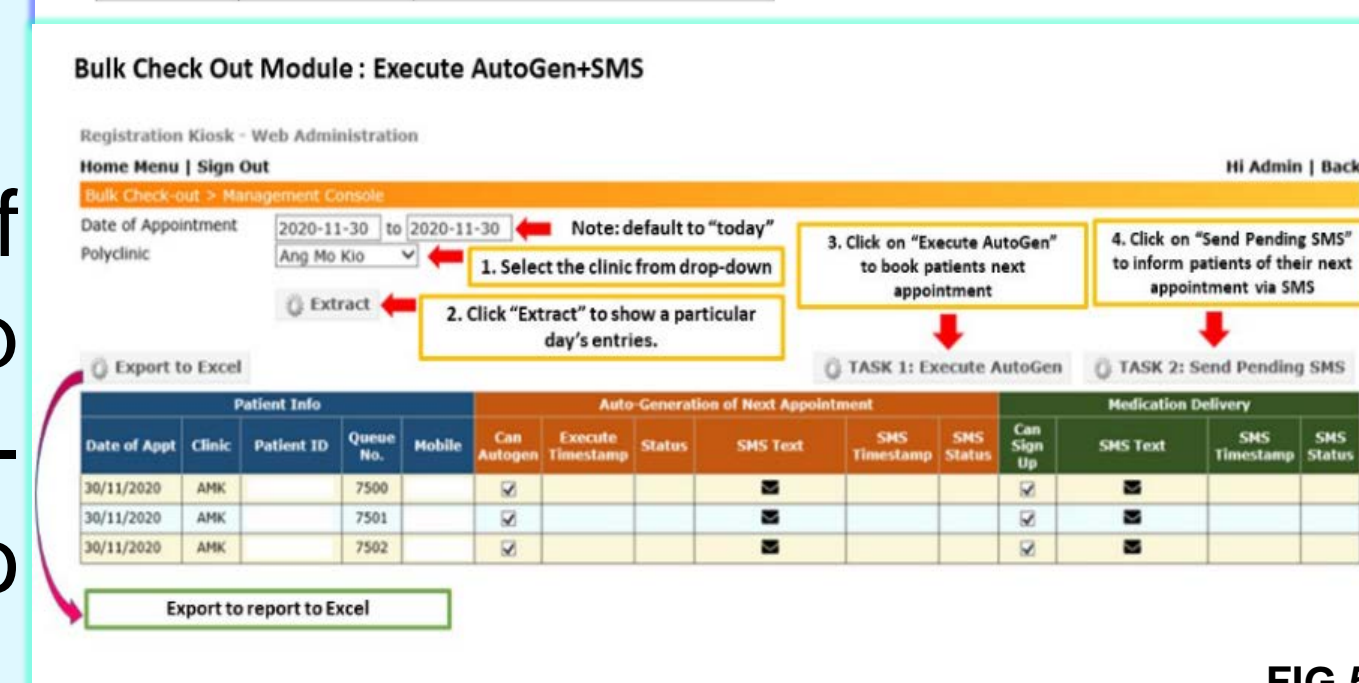 Bulk Check Out Module : Execute AutoGen+SMS
Registration Kiosk - Web Administration
Home Menu | Sign Out
Hi Admin | Back
Bulk Check-out > Management Console
Date of Appointment 2020-11-30 to 2020-11-30 Note: default to "today"
Polyclinic Ang Mo Kio
1. Select the clinic from drop-down
Extract
2. Click "Extract" to show a particular
day's entries.
3. Click on "Execute AutoGen"
to book patients next
appointment
4. Click on "Send Pending SMS"
to inform patients of their next
appointment via SMS
Export to Excel
TASK 1: Execute AutoGen
TASK 2: Send Pending SMS
Patient Info Auto-Generation of Next Appointment Medication Delivery
Date of Appt Clinic Patient ID Queue No. Mobile Can Autogen Execute Timestamp Status SMS Text SMS Timestamp SMS Status Can Sign Up SMS Text SMS Timestamp SMS Status
30/11/2020 AMK 7500
30/11/2020 AMK 7501
30/11/2020 AMK 7502
Export to report to Excel
FIG 5